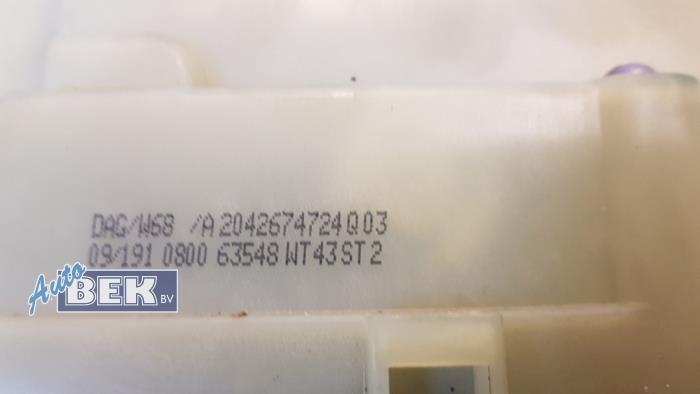 DAG/W68 /A2042674724Q03
09/191 0800 63548 WT43ST2
Auto
BEK BV